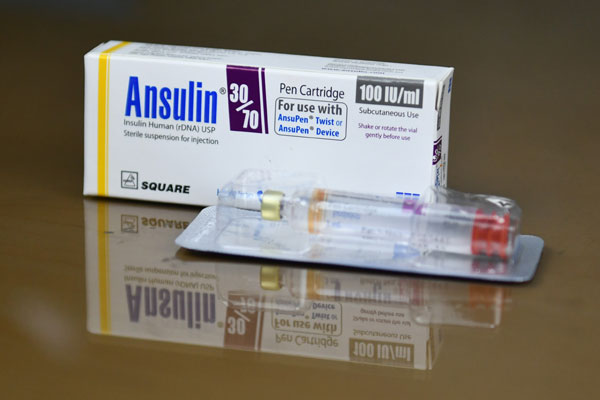 Ansulin®
30/70
Insulin Human (rDNA) USP
Sterile suspension for injection
SQUARE
Pen Cartridge
For use with
AnsuPen® Twist or
AnsuPen® Device
100 IU/ml
Subcutaneous Use
Shake or rotate the vial
gently before use